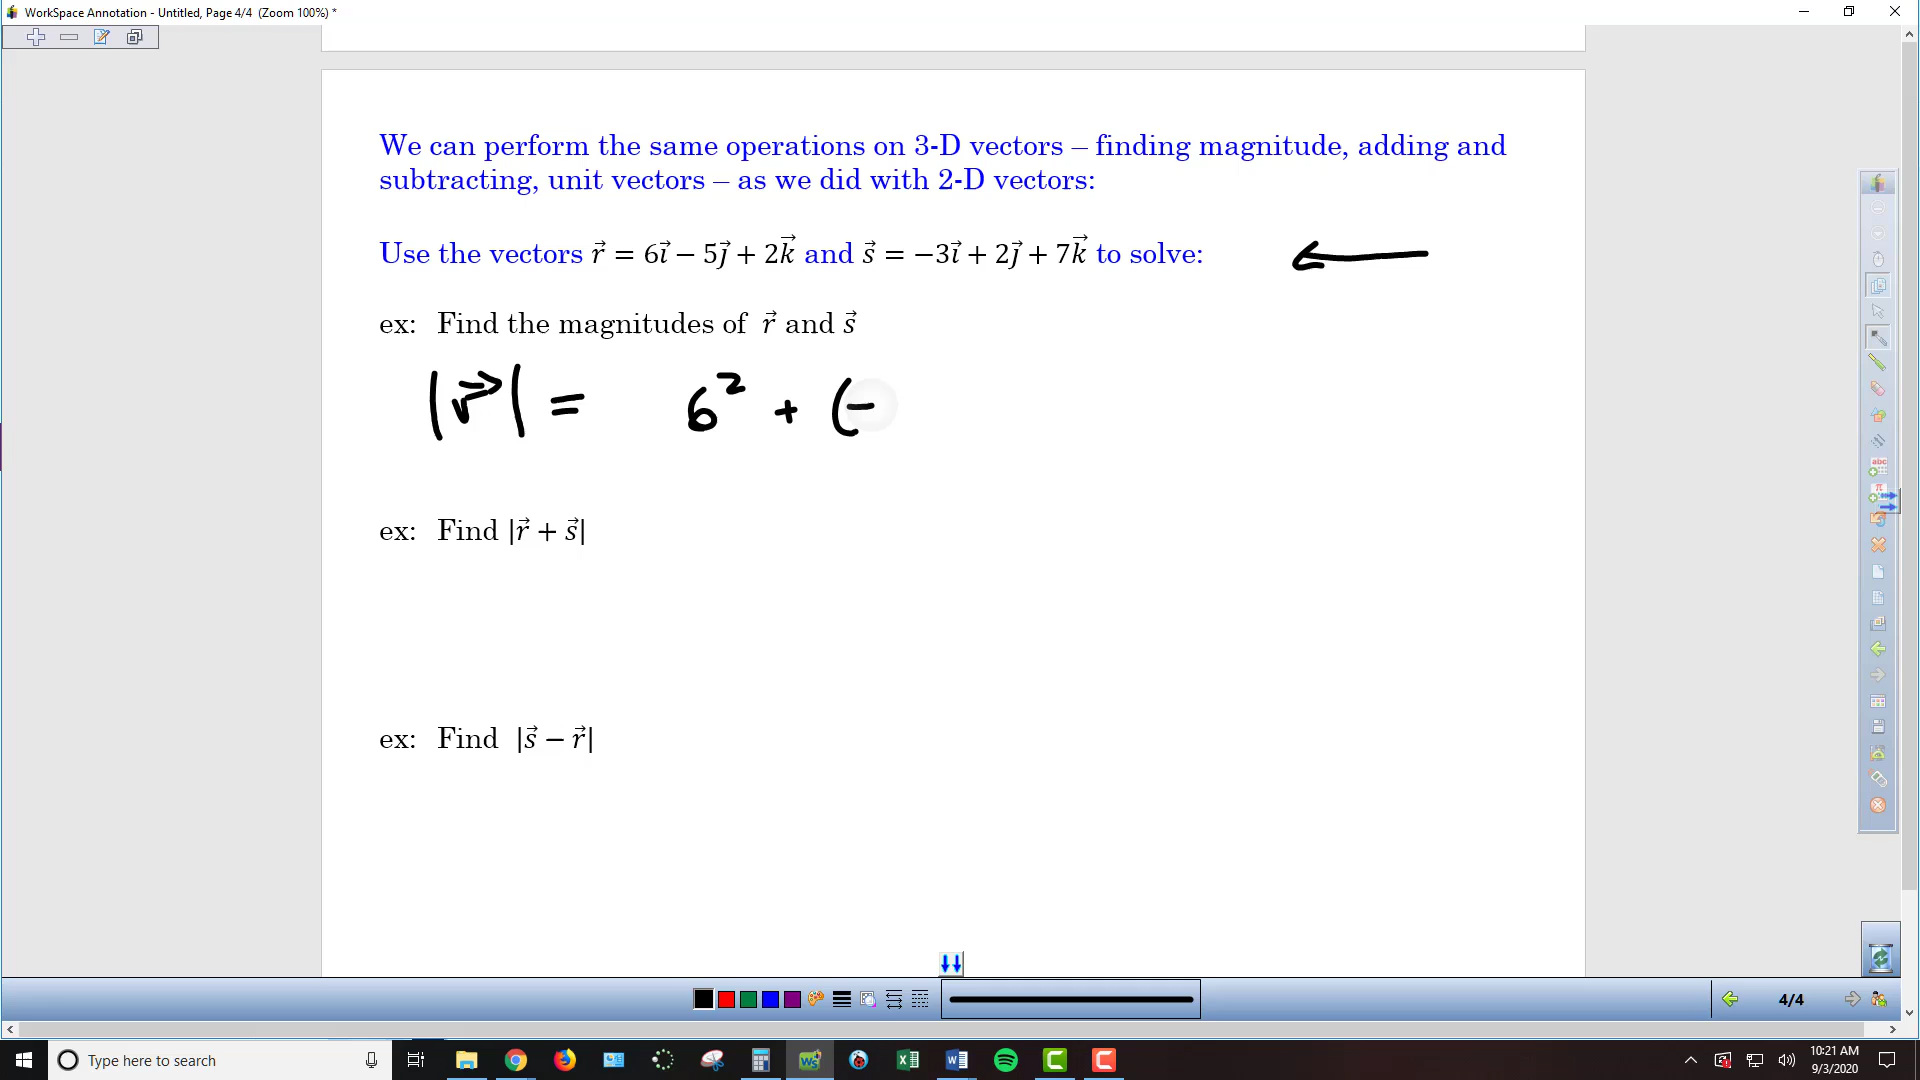 WorkSpace Annotation - Untitled, Page 4/4 (Zoom 100%) *
We can perform the same operations on 3-D vectors – finding magnitude, adding and
subtracting, unit vectors – as we did with 2-D vectors:
Use the vectors r⃗ = 6i⃗ − 5j⃗ + 2k⃗ and s⃗ = −3i⃗ + 2j⃗ + 7k⃗ to solve:
ex: Find the magnitudes of r⃗ and s⃗
|r⃗| = 6² + (−
ex: Find |r⃗ + s⃗|
ex: Find |s⃗ − r⃗|
abc
π
4/4
Type here to search
10:21 AM
9/3/2020